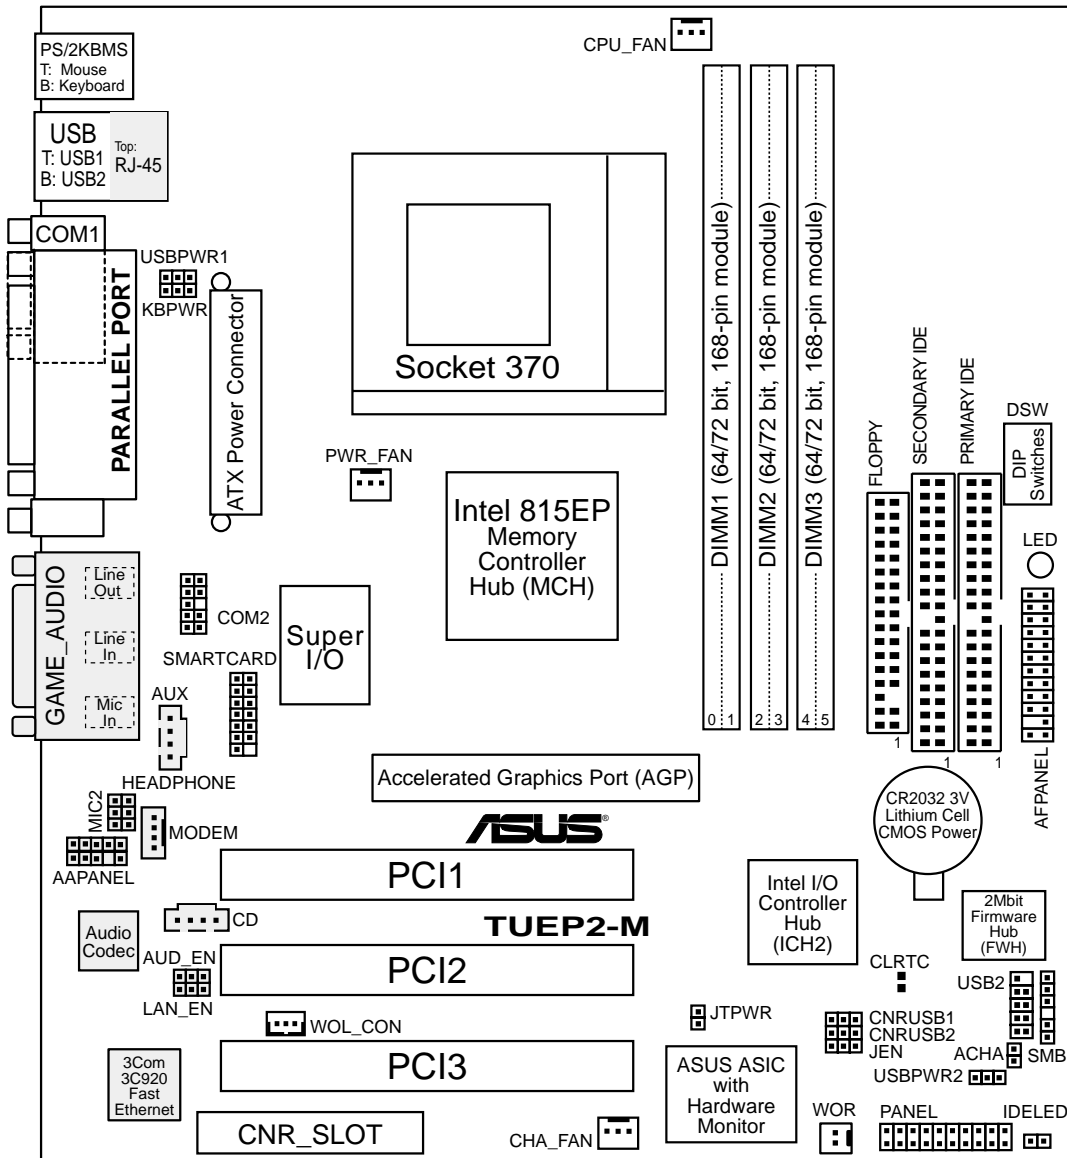 CPU_FAN
PS/2KBMS
T: Mouse
B: Keyboard
USB
T: USB1
B: USB2
Top:
RJ-45
COM1
PARALLEL PORT
USBPWR1
KBPWR
ATX Power Connector
Socket 370
DIMM1 (64/72 bit, 168-pin module)
DIMM2 (64/72 bit, 168-pin module)
DIMM3 (64/72 bit, 168-pin module)
0 1
2 3
4 5
FLOPPY
SECONDARY IDE
PRIMARY IDE
DSW
DIP
Switches
PWR_FAN
Intel 815EP
Memory
Controller
Hub (MCH)
LED
GAME_AUDIO
Line
Out
Line
In
Mic
In
COM2
Super
I/O
SMARTCARD
AUX
HEADPHONE
1
1
1
AFPANEL
Accelerated Graphics Port (AGP)
CR2032 3V
Lithium Cell
CMOS Power
MIC2
MODEM
AAPANEL
ASUS®
PCI1
CD
TUEP2-M
Audio
Codec
AUD_EN
LAN_EN
PCI2
Intel I/O
Controller
Hub
(ICH2)
2Mbit
Firmware
Hub
(FWH)
CLRTC
USB2
WOL_CON
JTPWR
CNRUSB1
CNRUSB2
JEN
ACHA
SMB
USBPWR2
3Com
3C920
Fast
Ethernet
PCI3
ASUS ASIC
with
Hardware
Monitor
CNR_SLOT
CHA_FAN
WOR
PANEL
IDELED